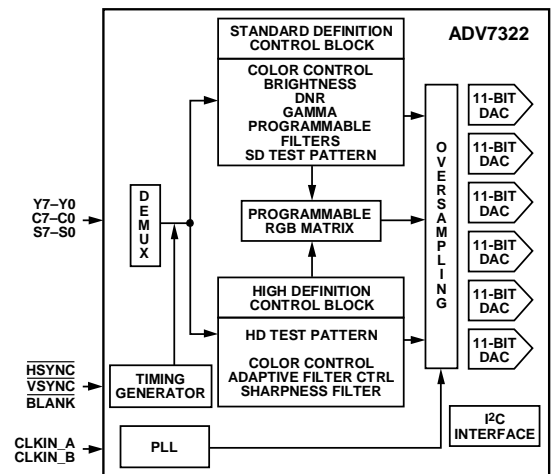 ADV7322
STANDARD DEFINITION
CONTROL BLOCK
COLOR CONTROL
BRIGHTNESS
DNR
GAMMA
PROGRAMMABLE
FILTERS
SD TEST PATTERN
Y7–Y0
C7–C0
S7–S0
DEMUX
PROGRAMMABLE
RGB MATRIX
HIGH DEFINITION
CONTROL BLOCK
HD TEST PATTERN
COLOR CONTROL
ADAPTIVE FILTER CTRL
SHARPNESS FILTER
HSYNC
VSYNC
BLANK
TIMING
GENERATOR
CLKIN_A
CLKIN_B
PLL
OVERSAMPLING
11-BIT
DAC
11-BIT
DAC
11-BIT
DAC
11-BIT
DAC
11-BIT
DAC
11-BIT
DAC
I2C
INTERFACE